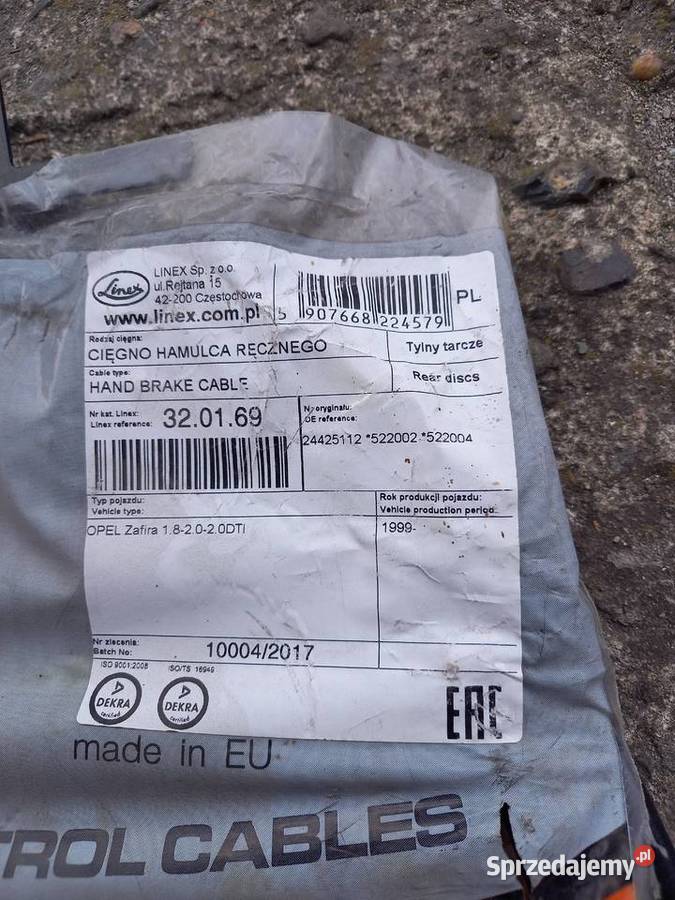 Linex
LINEX Sp. z o.o.
ul.Rejtana 15
42-200 Częstochowa
www.linex.com.pl
5 907668 224579
PL
Rodzaj cięgna:
CIĘGNO HAMULCA RĘCZNEGO
Tylny tarcze
Cable type:
HAND BRAKE CABLE
Rear discs
Nr kat. Linex:
Linex reference:
32.01.69
Nr oryginału:
OE reference:
24425112 *522002 *522004
Typ pojazdu:
Vehicle type:
Rok produkcji pojazdu:
Vehicle production period:
OPEL Zafira 1.8-2.0-2.0DTI
1999-
Nr zlecenia:
Batch No:
10004/2017
ISO 9001:2008
ISO/TS 16949
DEKRA
certified
DEKRA
certified
EAC
made in EU
TROL CABLES
Sprzedajemy.pl